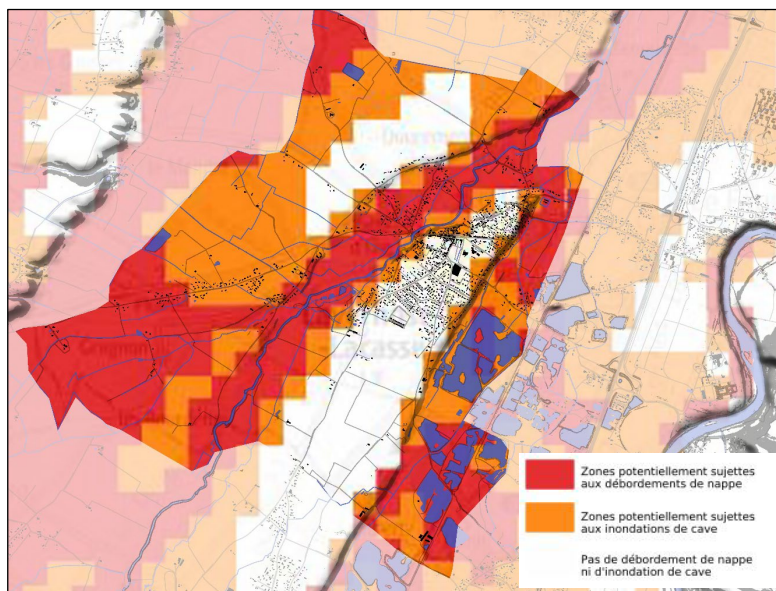 Zones potentiellement sujettes
aux débordements de nappe
Zones potentiellement sujettes
aux inondations de cave
Pas de débordement de nappe
ni d'inondation de cave